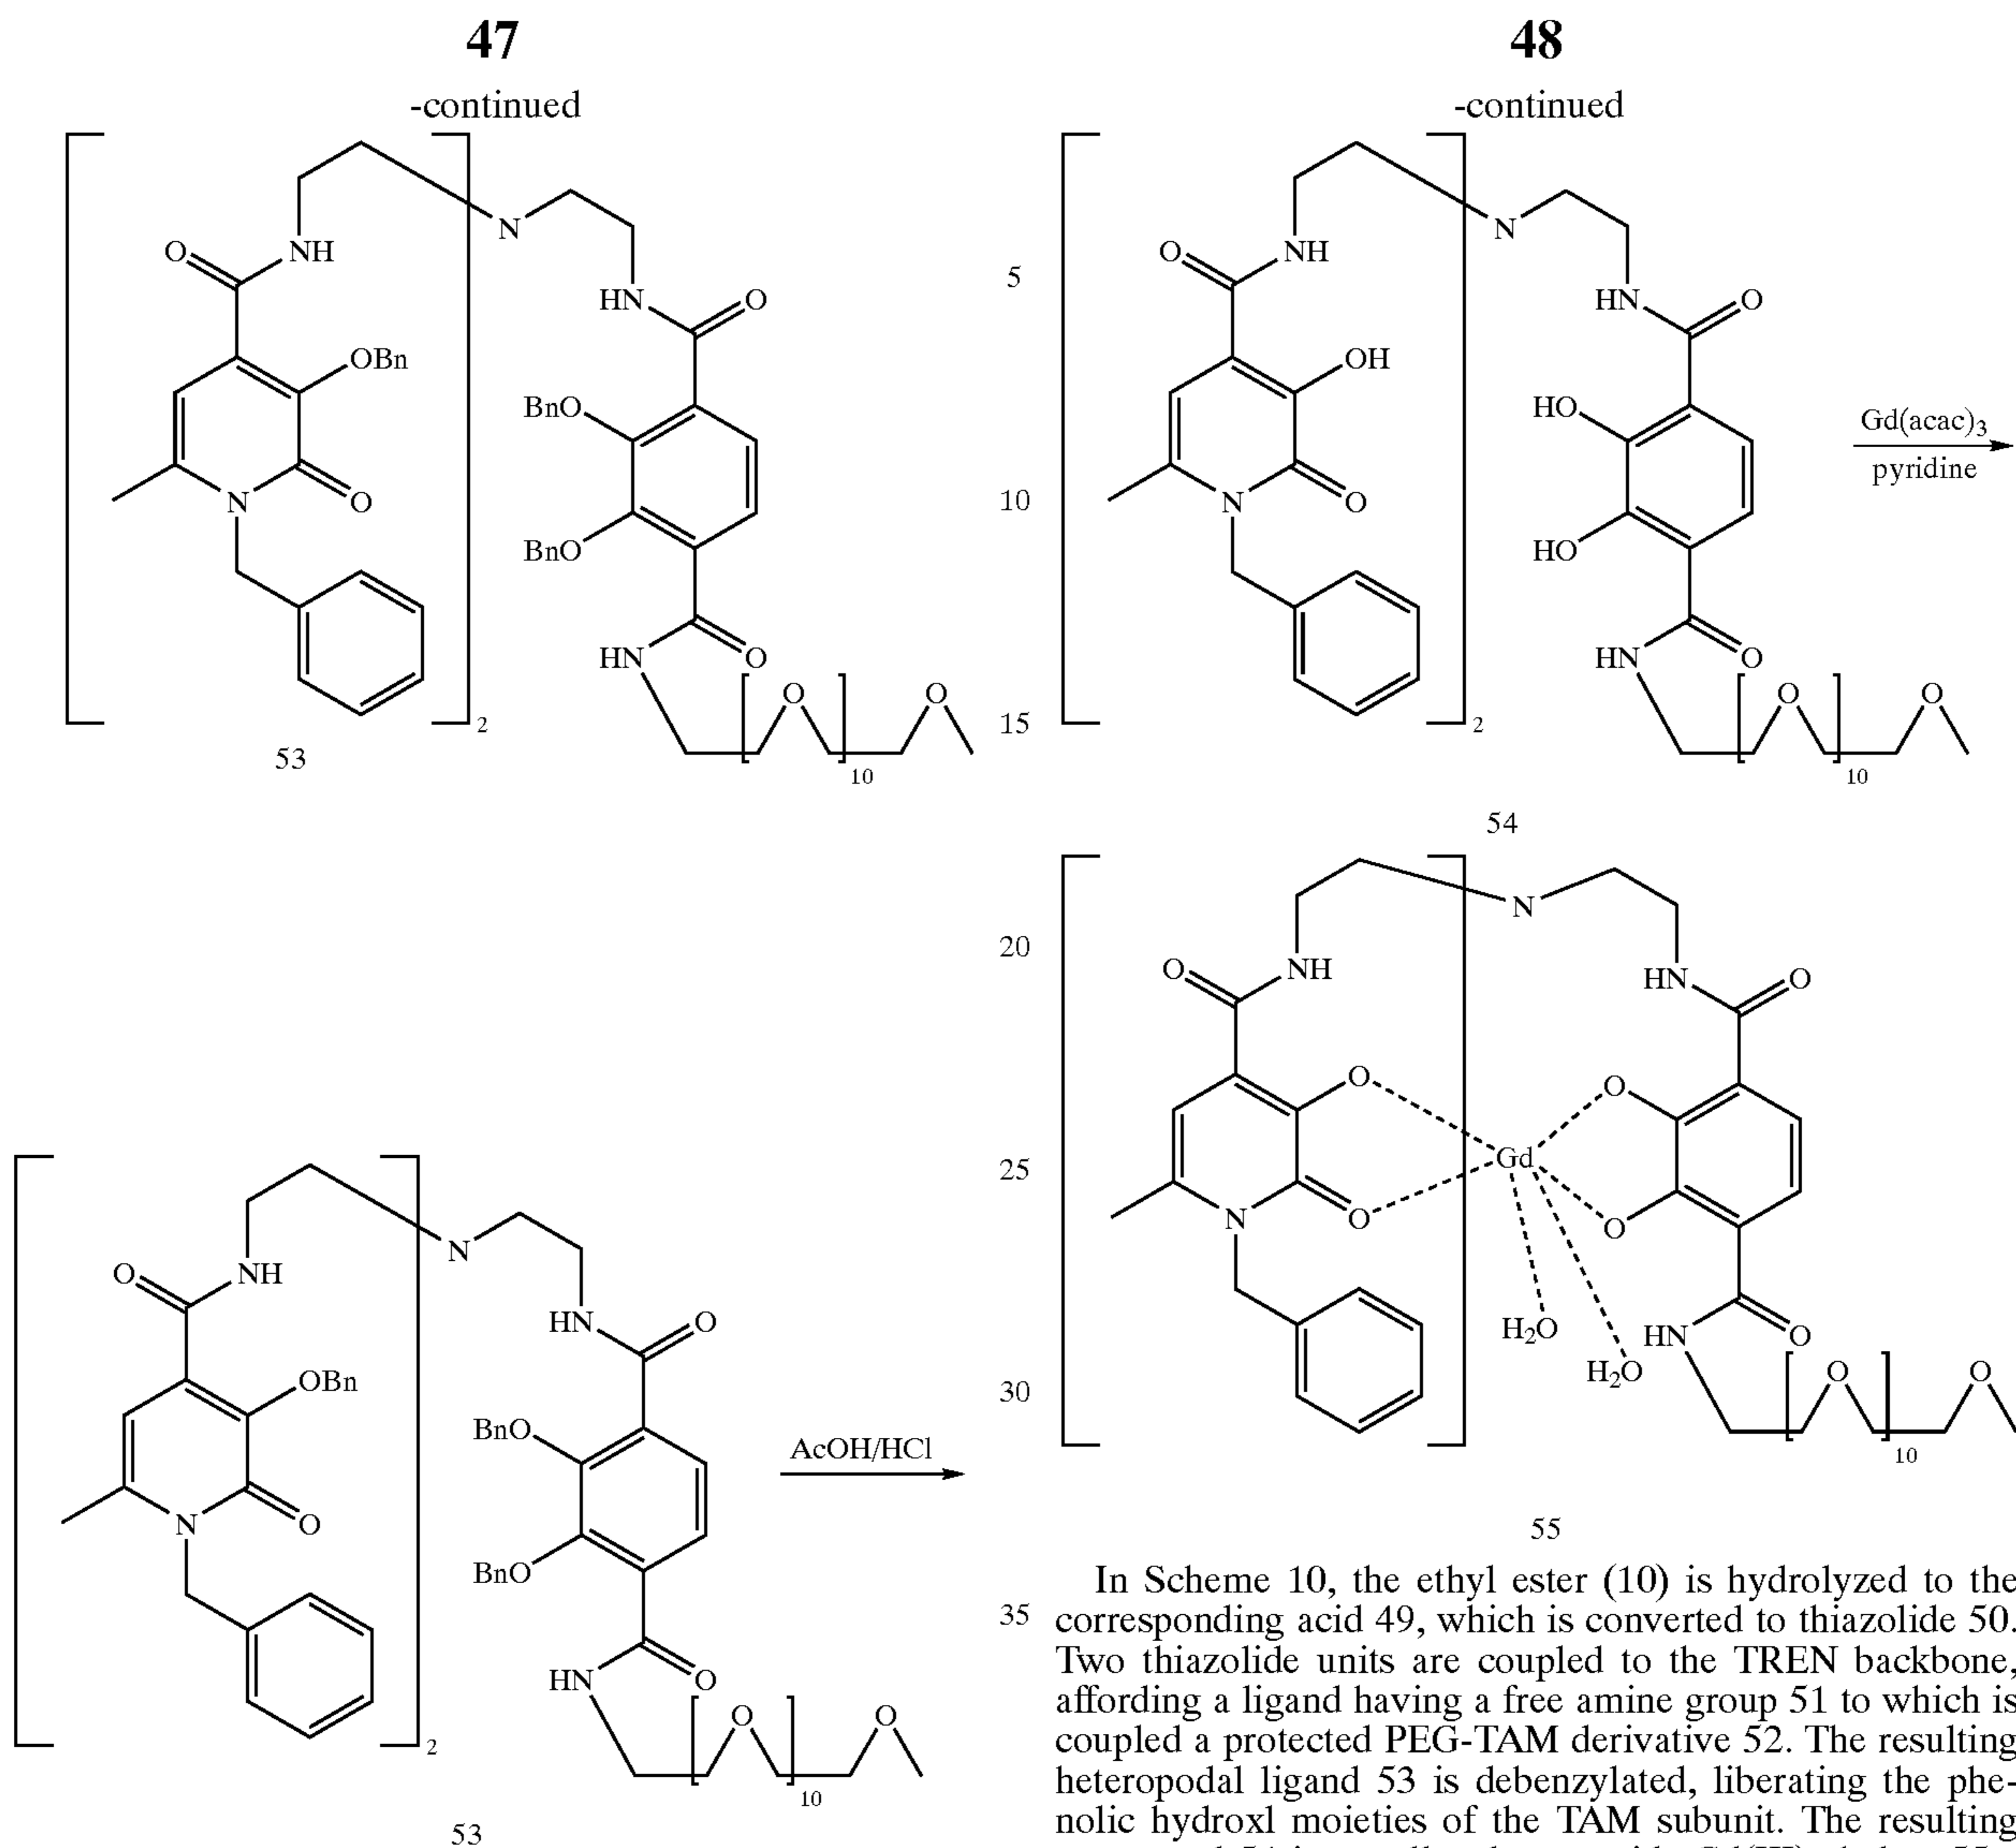 47
-continued
N
NH
O
HN
O
OBn
BnO
N
O
BnO
HN
O
O
O
2
10
53
53
N
NH
O
HN
O
OBn
BnO
AcOH/HCl
N
O
BnO
HN
O
O
O
2
10
53
48
-continued
N
5
NH
O
HN
O
OH
HO
Gd(acac)3
pyridine
10
N
O
HO
HN
O
O
O
15
2
10
54
N
20
NH
O
HN
O
O
O
25
Gd
N
O
O
H2O
HN
O
H2O
30
O
O
10
55
In Scheme 10, the ethyl ester (10) is hydrolyzed to the
35
corresponding acid 49, which is converted to thiazolide 50.
Two thiazolide units are coupled to the TREN backbone,
affording a ligand having a free amine group 51 to which is
coupled a protected PEG-TAM derivative 52. The resulting
heteropodal ligand 53 is debenzylated, liberating the phe-
nolic hydroxl moieties of the TAM subunit. The resulting